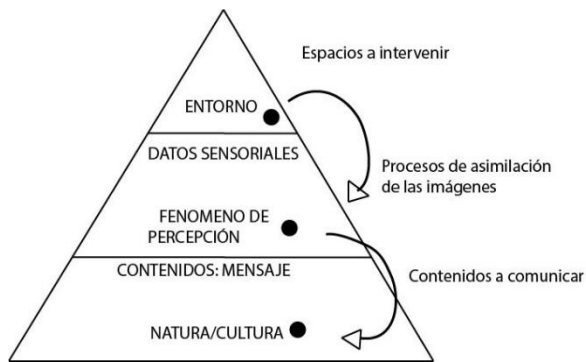 Espacios a intervenir
ENTORNO
DATOS SENSORIALES
Procesos de asimilación
de las imágenes
FENOMENO DE
PERCEPCIÓN
CONTENIDOS: MENSAJE
Contenidos a comunicar
NATURA/CULTURA